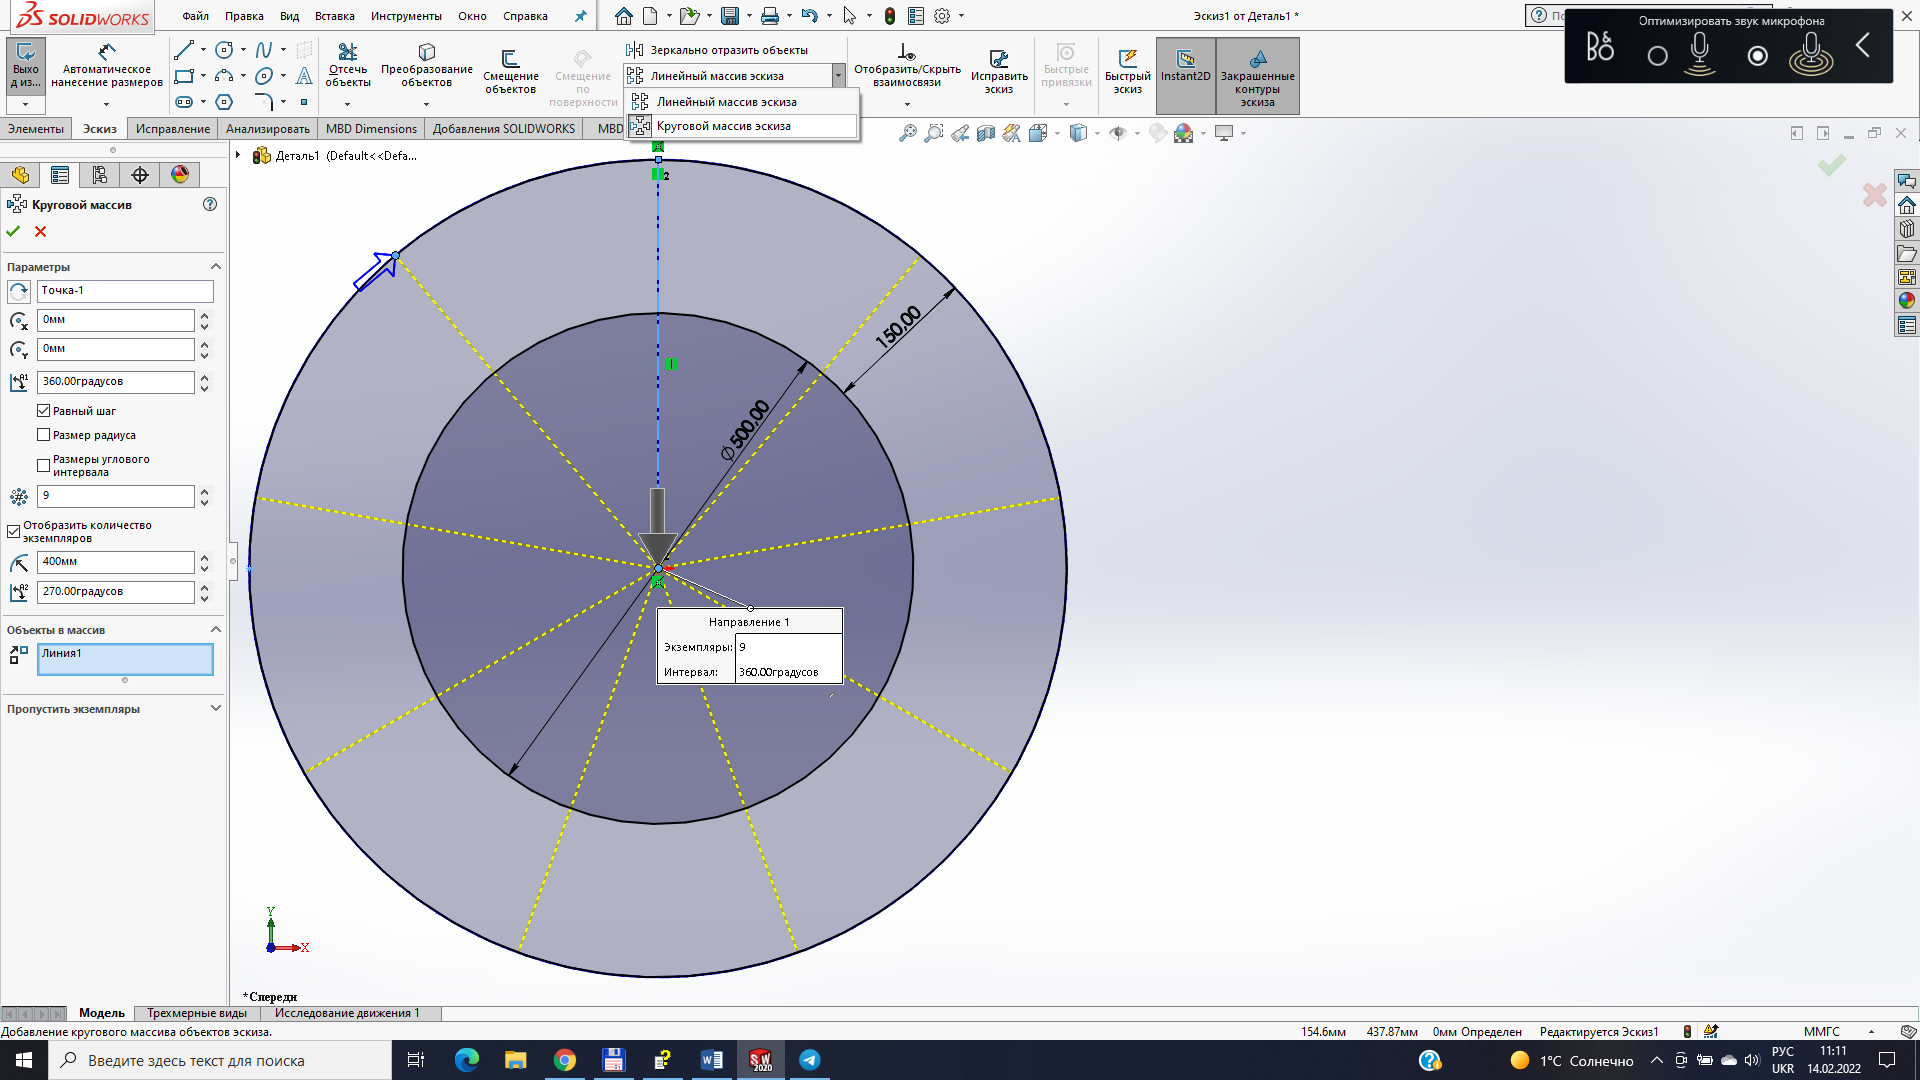 SOLIDWORKS
Файл Правка Вид Вставка Инструменты Окно Справка
Эскиз1 от Деталь1 *
Оптимизировать звук микрофона
B&O
Выхо
д из...
Автоматическое
нанесение размеров
Отсечь
объекты
Преобразование
объектов
Смещение
объектов
Смещение
по
поверхности
Зеркально отразить объекты
Линейный массив эскиза
Линейный массив эскиза
Круговой массив эскиза
Отобразить/Скрыть
взаимосвязи
Исправить
эскиз
Быстрые
привязки
Быстрый
эскиз
Instant2D
Закрашенные
контуры
эскиза
Элементы Эскиз Исправление Анализировать MBD Dimensions Добавления SOLIDWORKS MBD
Деталь1 (Default<<Defa...
Круговой массив
Параметры
Точка-1
0мм
0мм
360.00градусов
Равный шаг
Размер радиуса
Размеры углового
интервала
9
Отобразить количество
экземпляров
400мм
270.00градусов
Объекты в массив
Линия1
Пропустить экземпляры
2
150,00
∅500,00
Направление 1
Экземпляры: 9
Интервал: 360.00градусов
Y
X
*Спереди
Модель Трехмерные виды Исследование движения 1
Добавление кругового массива объектов эскиза.
154.6мм 437.87мм 0мм Определен Редактируется Эскиз1 ММГС
Введите здесь текст для поиска
SW
2020
1°C Солнечно
РУС
UKR
11:11
14.02.2022